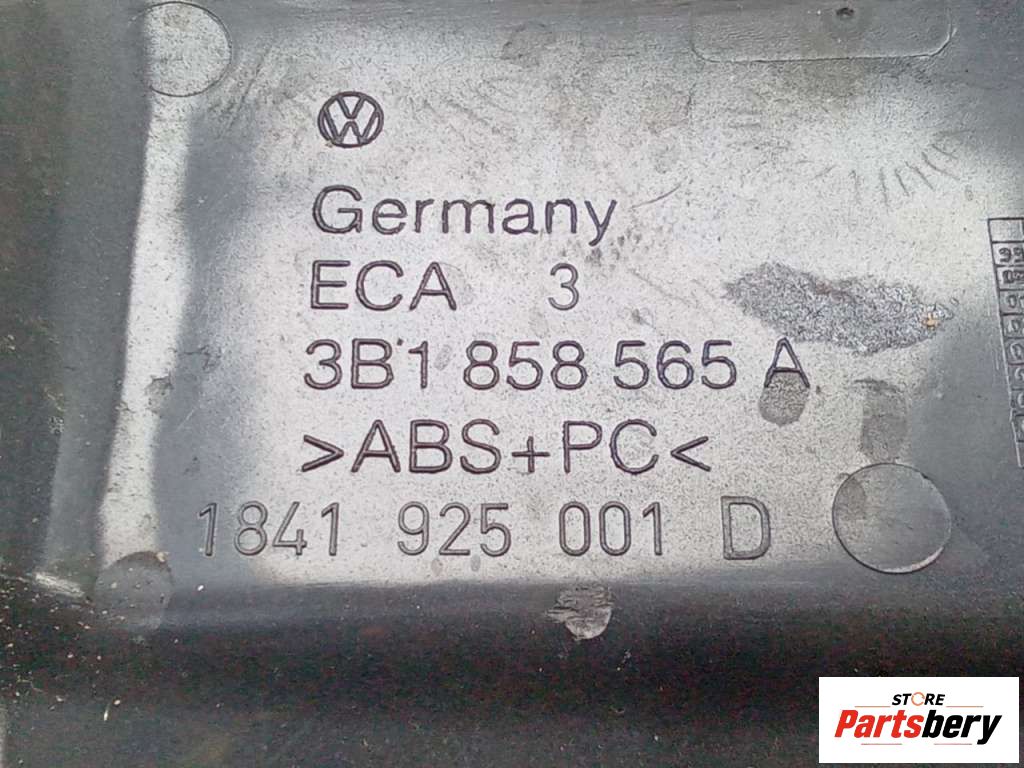 Germany
ECA 3
3B1 858 565 A
>ABS+PC<
1841 925 001 D
STORE
Partsbery